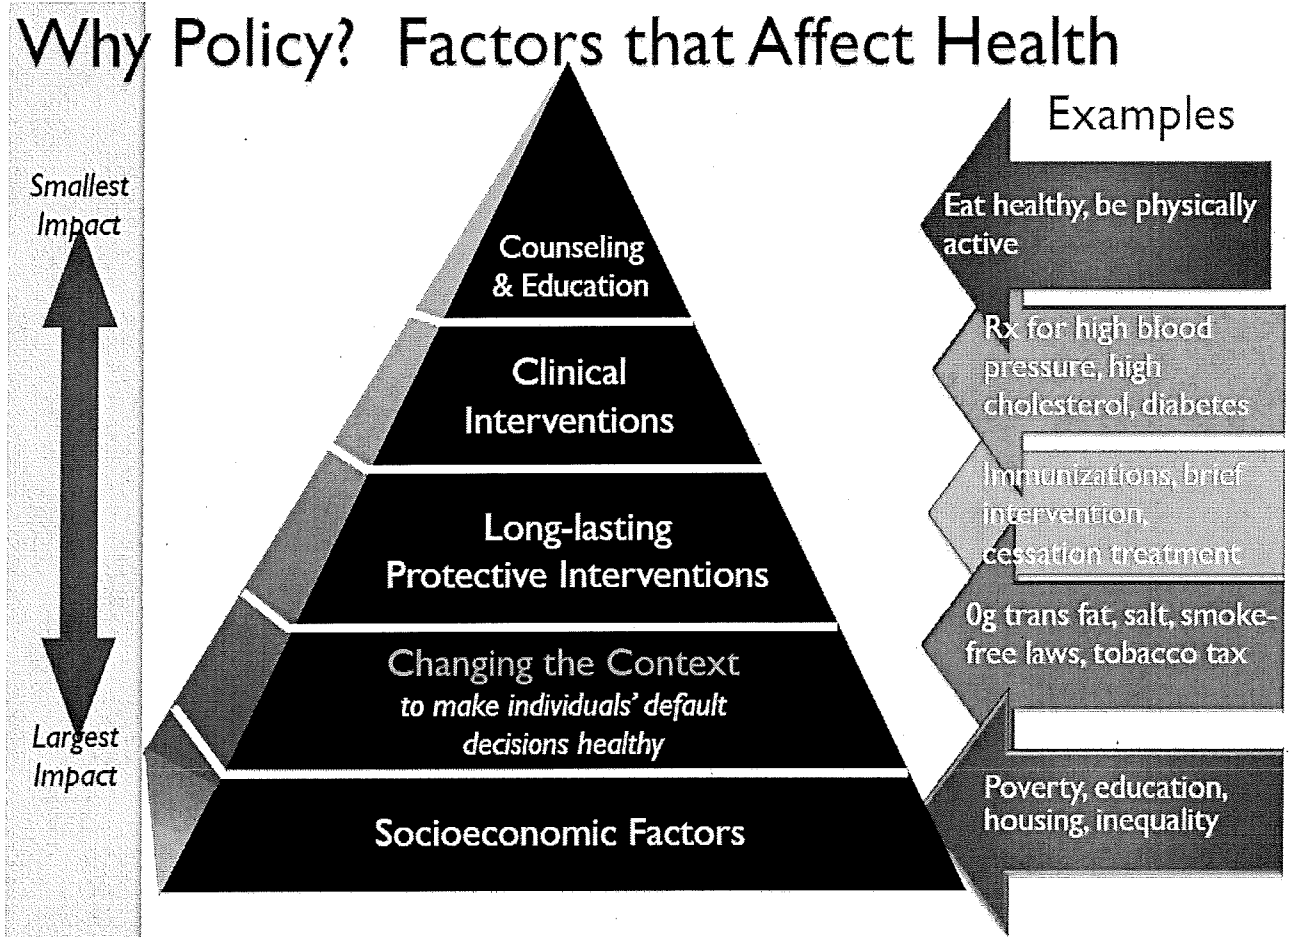 Why Policy? Factors that Affect Health
Examples
Smallest
Impact
Largest
Impact
Counseling
& Education
Clinical
Interventions
Long-lasting
Protective Interventions
Changing the Context
to make individuals' default
decisions healthy
Socioeconomic Factors
Eat healthy, be physically
active
Rx for high blood
pressure, high
cholesterol, diabetes
Immunizations, brief
intervention,
cessation treatment
0g trans fat, salt, smoke-
free laws, tobacco tax
Poverty, education,
housing, inequality